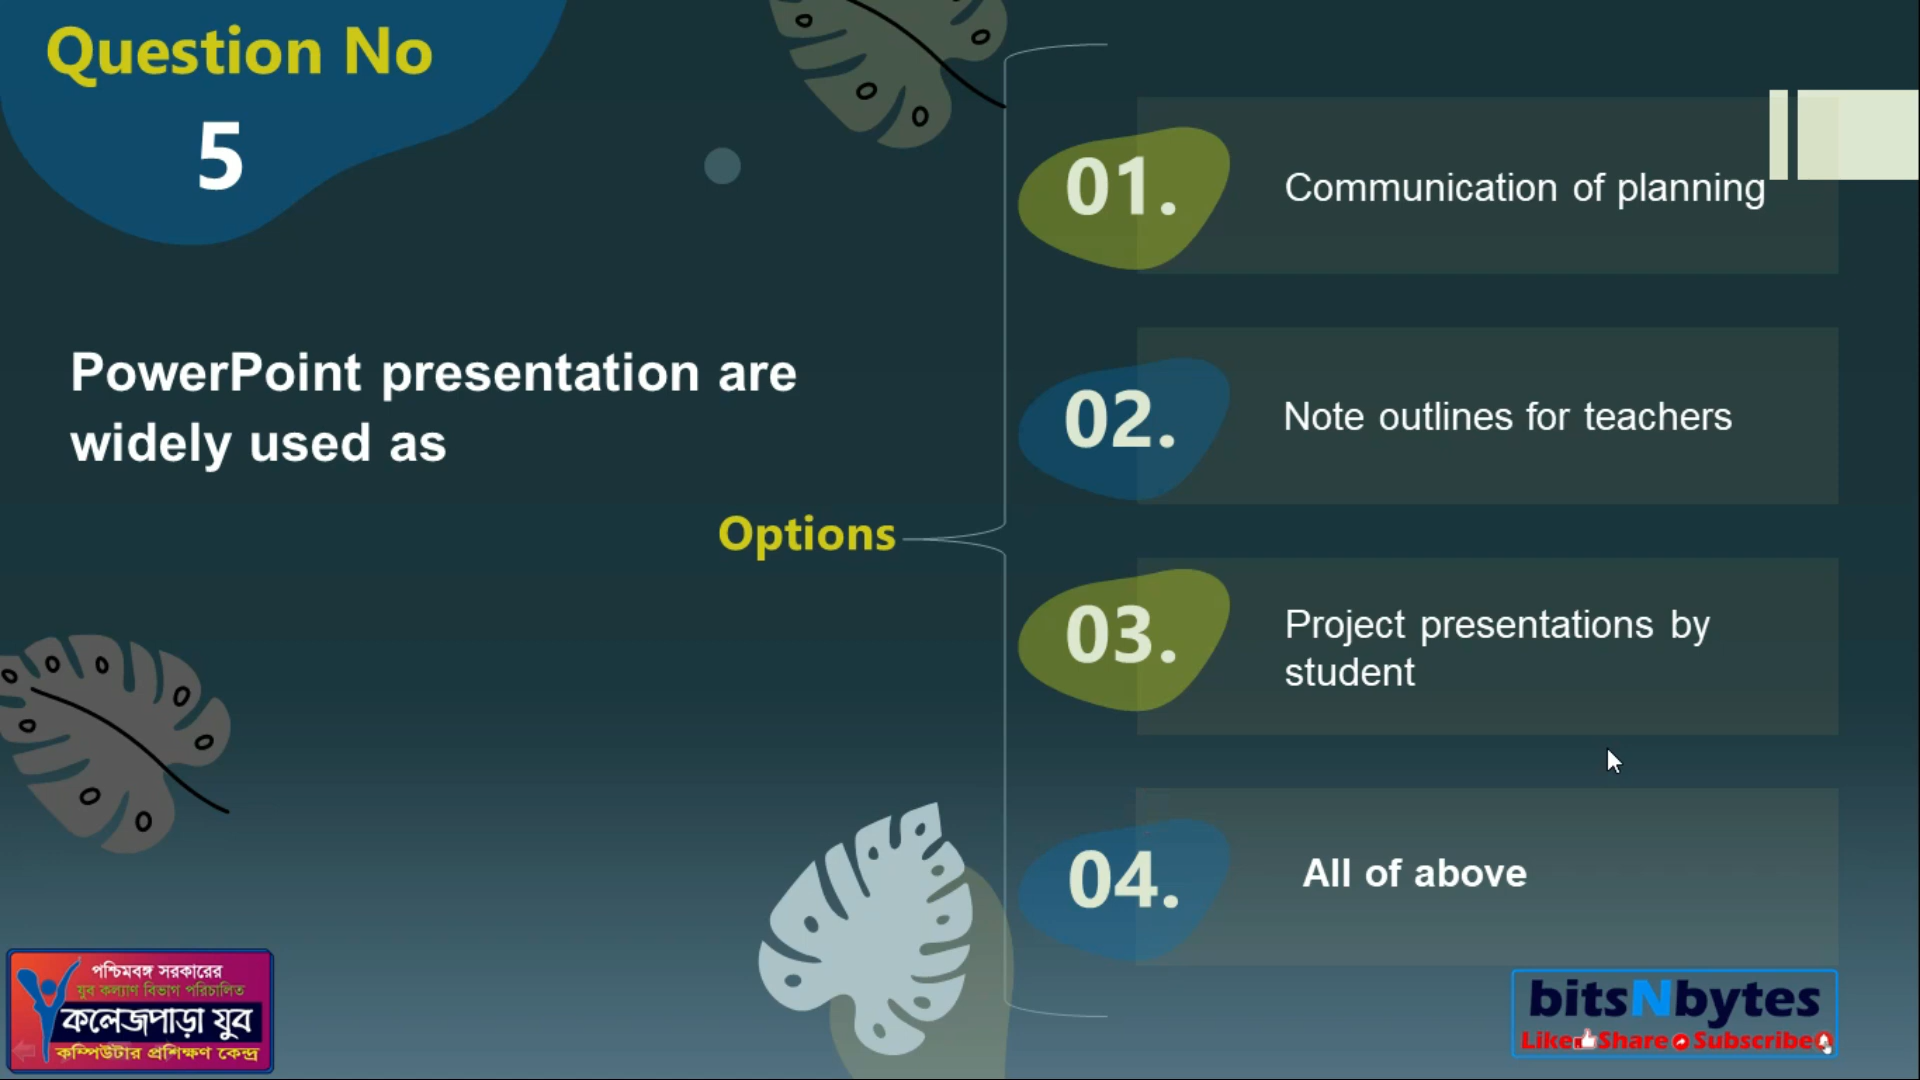 Question No
5
PowerPoint presentation are
widely used as
Options
01.
Communication of planning
02.
Note outlines for teachers
03.
Project presentations by
student
04.
All of above
পশ্চিমবঙ্গ সরকারের
যুব কল্যাণ বিভাগ পরিচালিত
কলেজপাড়া যুব
কম্পিউটার প্রশিক্ষণ কেন্দ্র
bitsNbytes
Like Share Subscribe